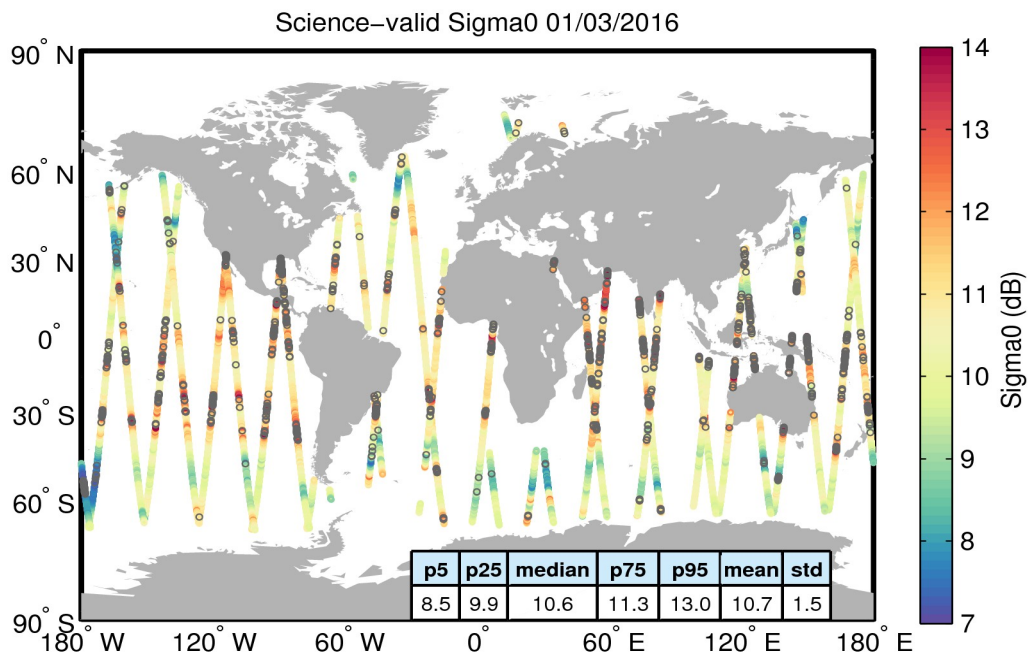 Science−valid Sigma0 01/03/2016
90° N
60° N
30° N
0°
30° S
60° S
90° S
180° W
120° W
60° W
0°
60° E
120° E
180° E
14
13
12
11
10
9
8
7
Sigma0 (dB)
p5 p25 median p75 p95 mean std
8.5 9.9 10.6 11.3 13.0 10.7 1.5